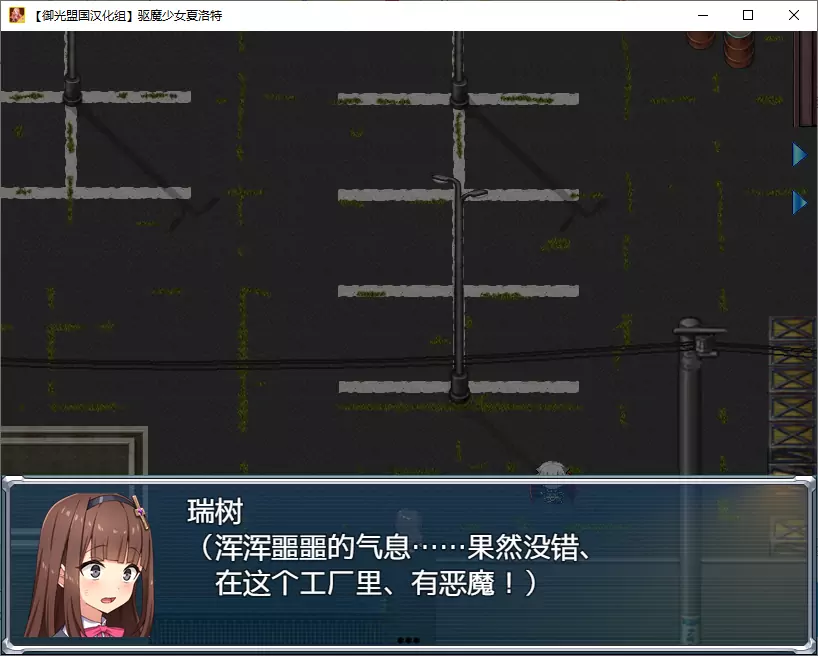 【御光盟国汉化组】驱魔少女夏洛特
瑞树
（浑浑噩噩的气息……果然没错、
在这个工厂里、有恶魔！）